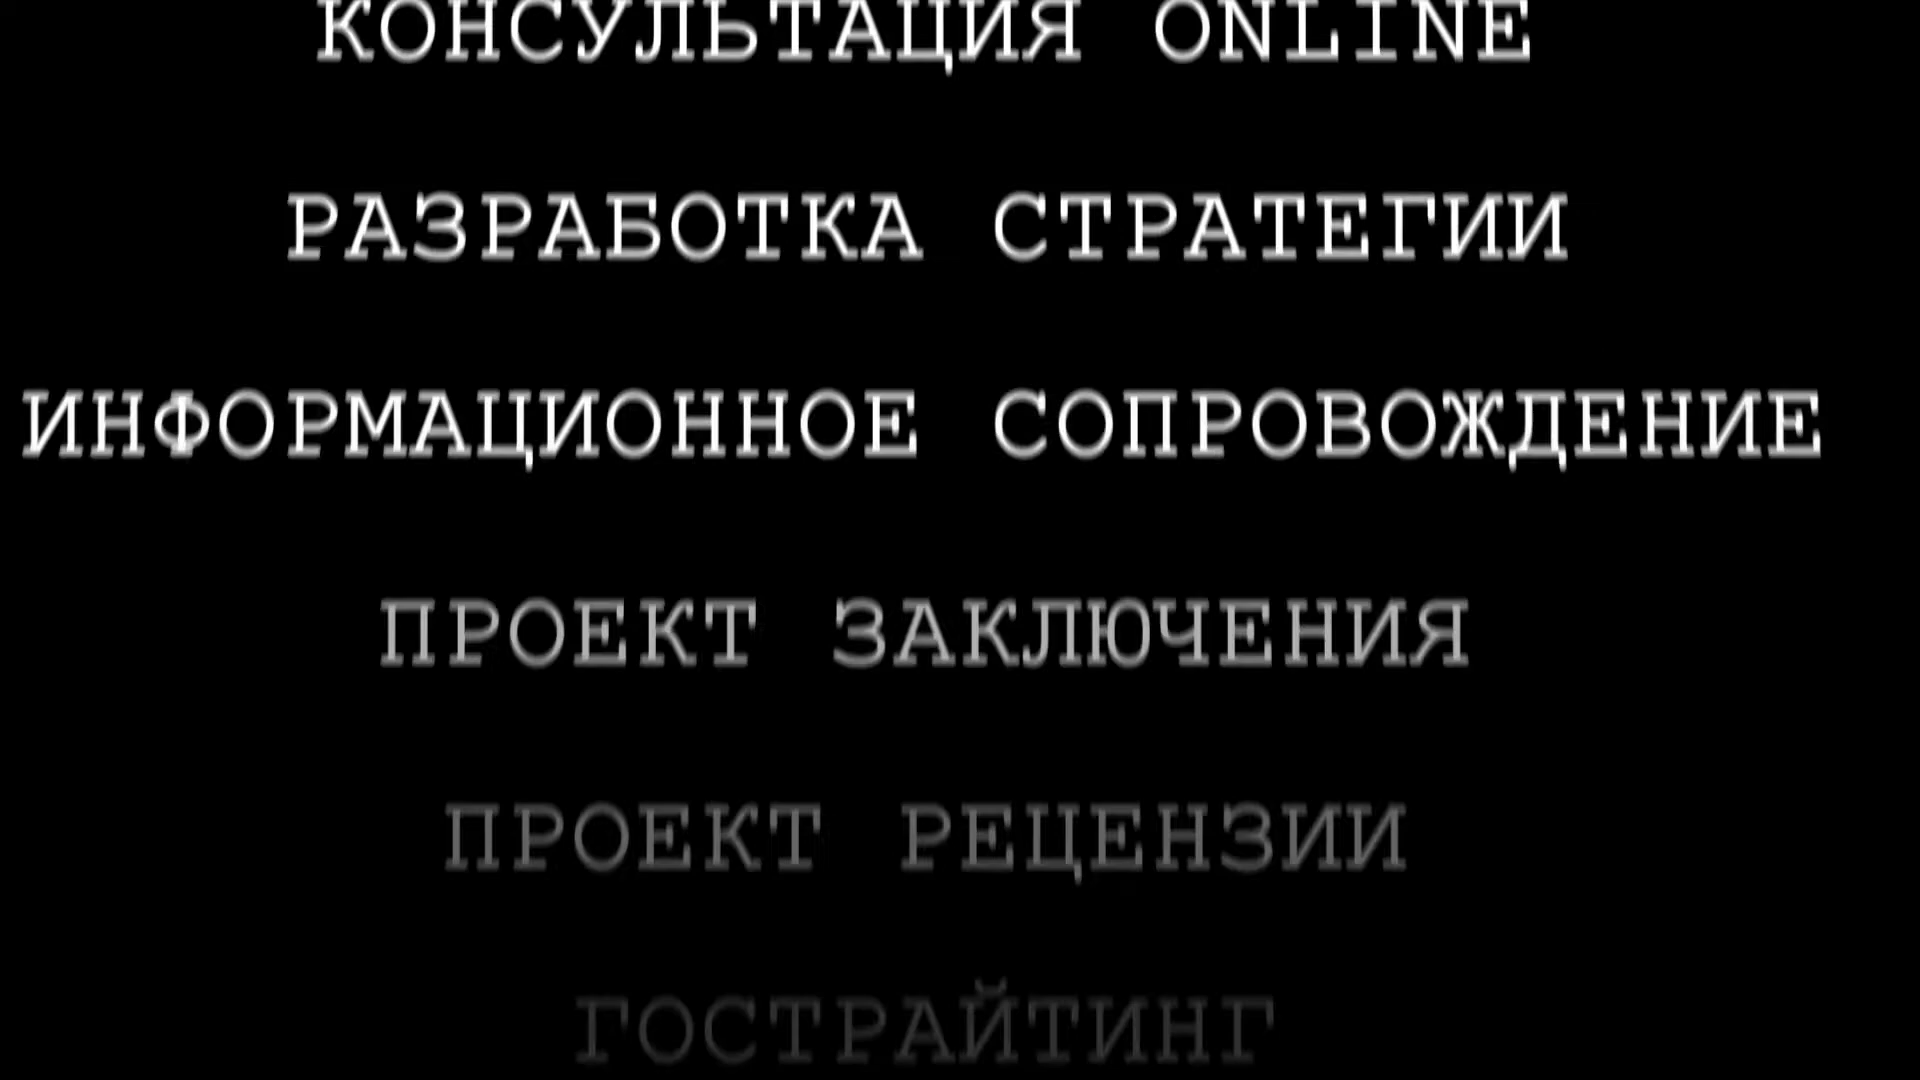 КОНСУЛЬТАЦИЯ ONLINE
РАЗРАБОТКА СТРАТЕГИИ
ИНФОРМАЦИОННОЕ СОПРОВОЖДЕНИЕ
ПРОЕКТ ЗАКЛЮЧЕНИЯ
ПРОЕКТ РЕЦЕНЗИИ
ГОСТРАЙТИНГ